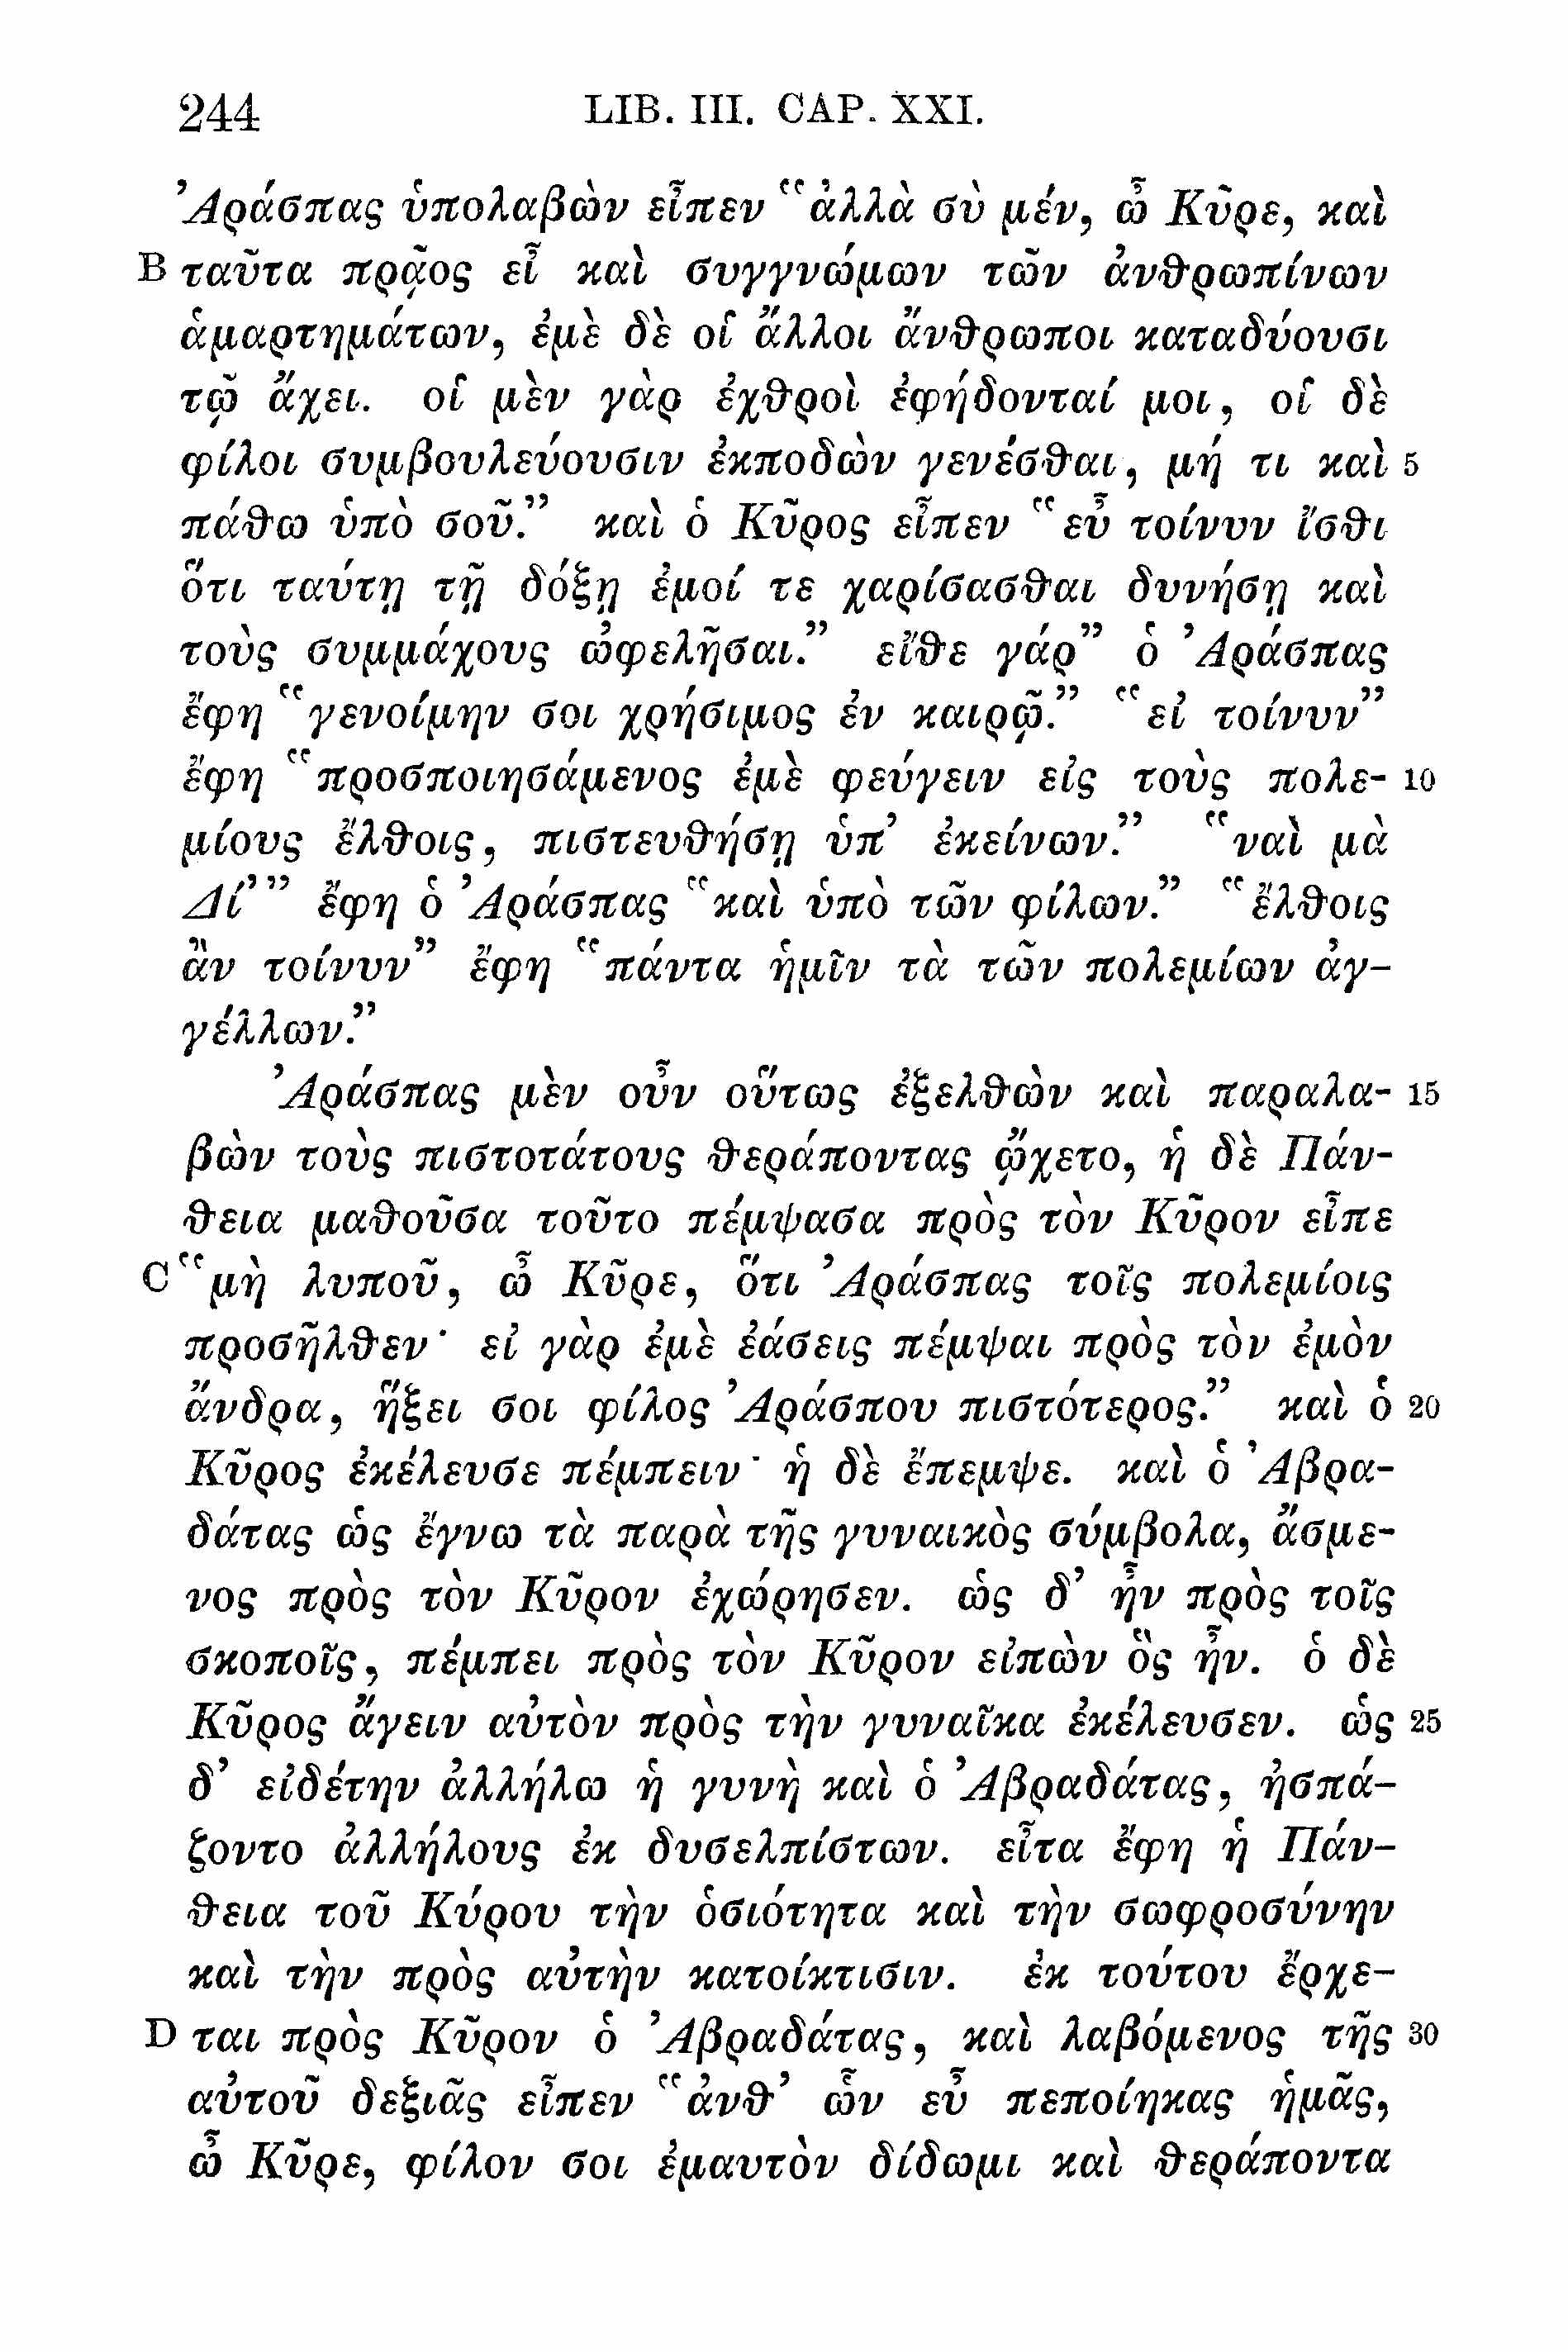 244 LIB. III. CAP. XXI.
Ἀράσπας ὑπολαβὼν εἶπεν “ἀλλὰ σὺ μέν, ὦ Κῦρε, καὶ
B ταῦτα πρᾷος εἶ καὶ συγγνώμων τῶν ἀνθρωπίνων
ἁμαρτημάτων, ἐμὲ δὲ οἱ ἄλλοι ἄνθρωποι καταδύουσι
τῷ ἄχει. οἱ μὲν γὰρ ἐχθροὶ ἐφήδονταί μοι, οἱ δὲ
φίλοι συμβουλεύουσιν ἐκποδὼν γενέσθαι, μή τι καὶ 5
πάθω ὑπὸ σοῦ.” καὶ ὁ Κῦρος εἶπεν “εὖ τοίνυν ἴσθι
ὅτι ταύτῃ τῇ δόξῃ ἐμοί τε χαρίσασθαι δυνήσῃ καὶ
τοὺς συμμάχους ὠφελῆσαι.” εἴθε γάρ” ὁ Ἀράσπας
ἔφη “γενοίμην σοι χρήσιμος ἐν καιρῷ.” “εἰ τοίνυν”
ἔφη “προσποιησάμενος ἐμὲ φεύγειν εἰς τοὺς πολε- 10
μίους ἔλθοις, πιστευθήσῃ ὑπ’ ἐκείνων.” “ναὶ μὰ
Δί’” ἔφη ὁ Ἀράσπας “καὶ ὑπὸ τῶν φίλων.” “ἔλθοις
ἂν τοίνυν” ἔφη “πάντα ἡμῖν τὰ τῶν πολεμίων ἀγ-
γέλλων.”
Ἀράσπας μὲν οὖν οὕτως ἐξελθὼν καὶ παραλα- 15
βὼν τοὺς πιστοτάτους θεράποντας ᾤχετο, ἡ δὲ Πάν-
θεια μαθοῦσα τοῦτο πέμψασα πρὸς τὸν Κῦρον εἶπε
C “μὴ λυποῦ, ὦ Κῦρε, ὅτι Ἀράσπας τοῖς πολεμίοις
προσῆλθεν· εἰ γὰρ ἐμὲ ἐάσεις πέμψαι πρὸς τὸν ἐμὸν
ἄνδρα, ἥξει σοι φίλος Ἀράσπου πιστότερος.” καὶ ὁ 20
Κῦρος ἐκέλευσε πέμπειν· ἡ δὲ ἔπεμψε. καὶ ὁ Ἀβρα-
δάτας ὡς ἔγνω τὰ παρὰ τῆς γυναικὸς σύμβολα, ἄσμε-
νος πρὸς τὸν Κῦρον ἐχώρησεν. ὡς δ’ ἦν πρὸς τοῖς
σκοποῖς, πέμπει πρὸς τὸν Κῦρον εἰπὼν ὃς ἦν. ὁ δὲ
Κῦρος ἄγειν αὐτὸν πρὸς τὴν γυναῖκα ἐκέλευσεν. ὡς 25
δ’ εἰδέτην ἀλλήλω ἡ γυνὴ καὶ ὁ Ἀβραδάτας, ἠσπά-
ζοντο ἀλλήλους ἐκ δυσελπίστων. εἶτα ἔφη ἡ Πάν-
θεια τοῦ Κύρου τὴν ὁσιότητα καὶ τὴν σωφροσύνην
καὶ τὴν πρὸς αὐτὴν κατοίκτισιν. ἐκ τούτου ἔρχε-
D ται πρὸς Κῦρον ὁ Ἀβραδάτας, καὶ λαβόμενος τῆς 30
αὐτοῦ δεξιᾶς εἶπεν “ἀνθ’ ὧν εὖ πεποίηκας ἡμᾶς,
ὦ Κῦρε, φίλον σοι ἐμαυτὸν δίδωμι καὶ θεράποντα